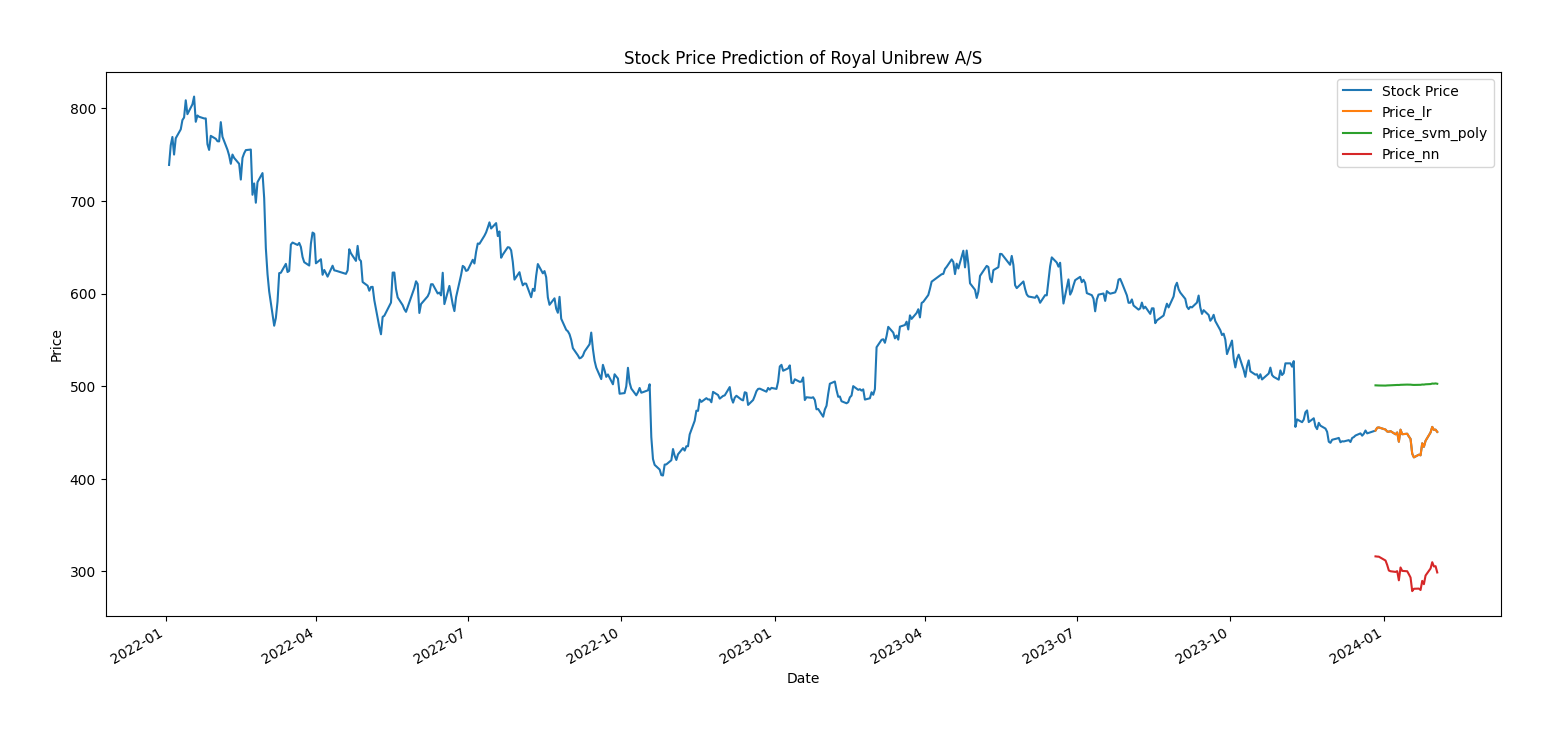 Stock Price Prediction of Royal Unibrew A/S
Stock Price
Price_lr
Price_svm_poly
Price_nn
800
700
600
500
400
300
Price
2022-01
2022-04
2022-07
2022-10
2023-01
2023-04
2023-07
2023-10
2024-01
Date